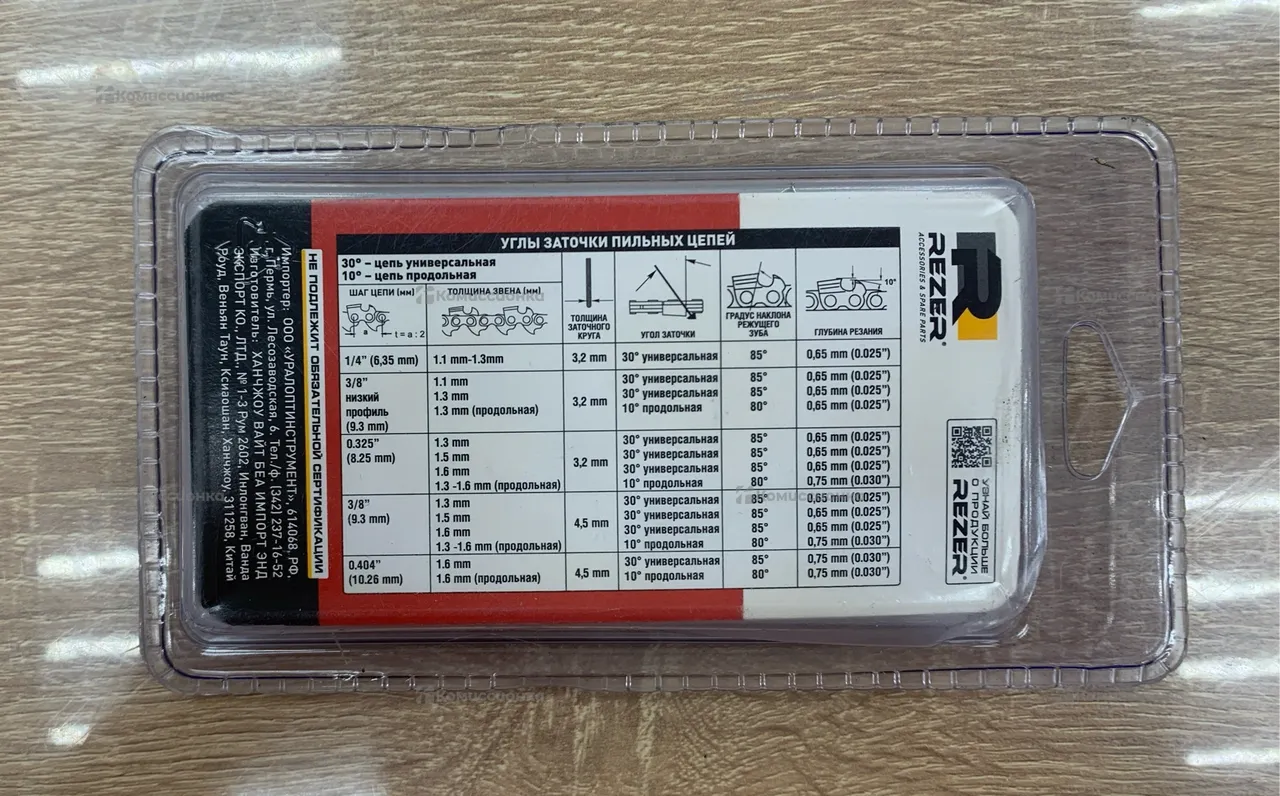 УГЛЫ ЗАТОЧКИ ПИЛЬНЫХ ЦЕПЕЙ
30° – цепь универсальная
10° – цепь продольная
ШАГ ЦЕПИ (мм)
t = a : 2
a
ТОЛЩИНА ЗВЕНА (мм)
ТОЛЩИНА ЗАТОЧНОГО КРУГА
УГОЛ ЗАТОЧКИ
ГРАДУС НАКЛОНА РЕЖУЩЕГО ЗУБА
10°
ГЛУБИНА РЕЗАНИЯ
1/4” (6,35 mm) 1.1 mm-1.3mm 3,2 mm 30° универсальная 85° 0,65 mm (0.025”)
3/8” низкий профиль (9.3 mm) 3,2 mm
1.1 mm 30° универсальная 85° 0,65 mm (0.025”)
1.3 mm 30° универсальная 85° 0,65 mm (0.025”)
1.3 mm (продольная) 10° продольная 80° 0,65 mm (0.025”)
0.325” (8.25 mm) 3,2 mm
1.3 mm 30° универсальная 85° 0,65 mm (0.025”)
1.5 mm 30° универсальная 85° 0,65 mm (0.025”)
1.6 mm 30° универсальная 85° 0,65 mm (0.025”)
1.3 -1.6 mm (продольная) 10° продольная 80° 0,75 mm (0.030”)
3/8” (9.3 mm) 4,5 mm
1.3 mm 30° универсальная 85° 0,65 mm (0.025”)
1.5 mm 30° универсальная 85° 0,65 mm (0.025”)
1.6 mm 30° универсальная 85° 0,65 mm (0.025”)
1.3 -1.6 mm (продольная) 10° продольная 80° 0,75 mm (0.030”)
0.404” (10.26 mm) 4,5 mm
1.6 mm 30° универсальная 85° 0,75 mm (0.030”)
1.6 mm (продольная) 10° продольная 80° 0,75 mm (0.030”)
НЕ ПОДЛЕЖИТ ОБЯЗАТЕЛЬНОЙ СЕРТИФИКАЦИИ
Импортер: ООО «УРАЛОПТИНСТРУМЕНТ», 614068, РФ,
г. Пермь, ул. Лесозаводская, 6. Тел./ф. (342) 237-16-52
Изготовитель: ХАНЧЖОУ ВАЙТ БЕА ИМПОРТ ЭНД
ЭКСПОРТ КО., ЛТД., № 1-3 Рум 2602, Инлонгван, Ванда
Роуд, Веньян Таун, Ксиаошан, Ханчжоу, 311258, Китай
R
REZER®
ACCESSORIES & SPARE PARTS
УЗНАЙ БОЛЬШЕ
О ПРОДУКЦИИ
REZER®
Комиссионка
Комиссионка
Комиссионка
Комиссионка
Комиссионка